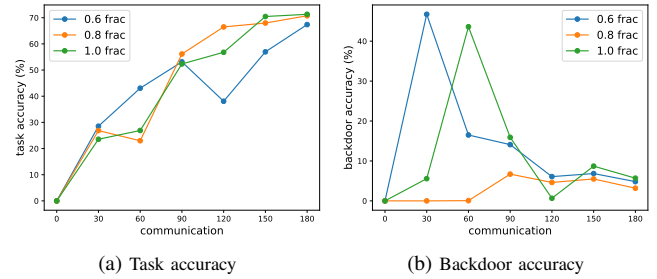 0.6 frac
0.8 frac
1.0 frac
70
60
50
40
30
20
10
0
task accuracy (%)
0 30 60 90 120 150 180
communication
(a) Task accuracy
0.6 frac
0.8 frac
1.0 frac
40
30
20
10
0
backdoor accuracy (%)
0 30 60 90 120 150 180
communication
(b) Backdoor accuracy